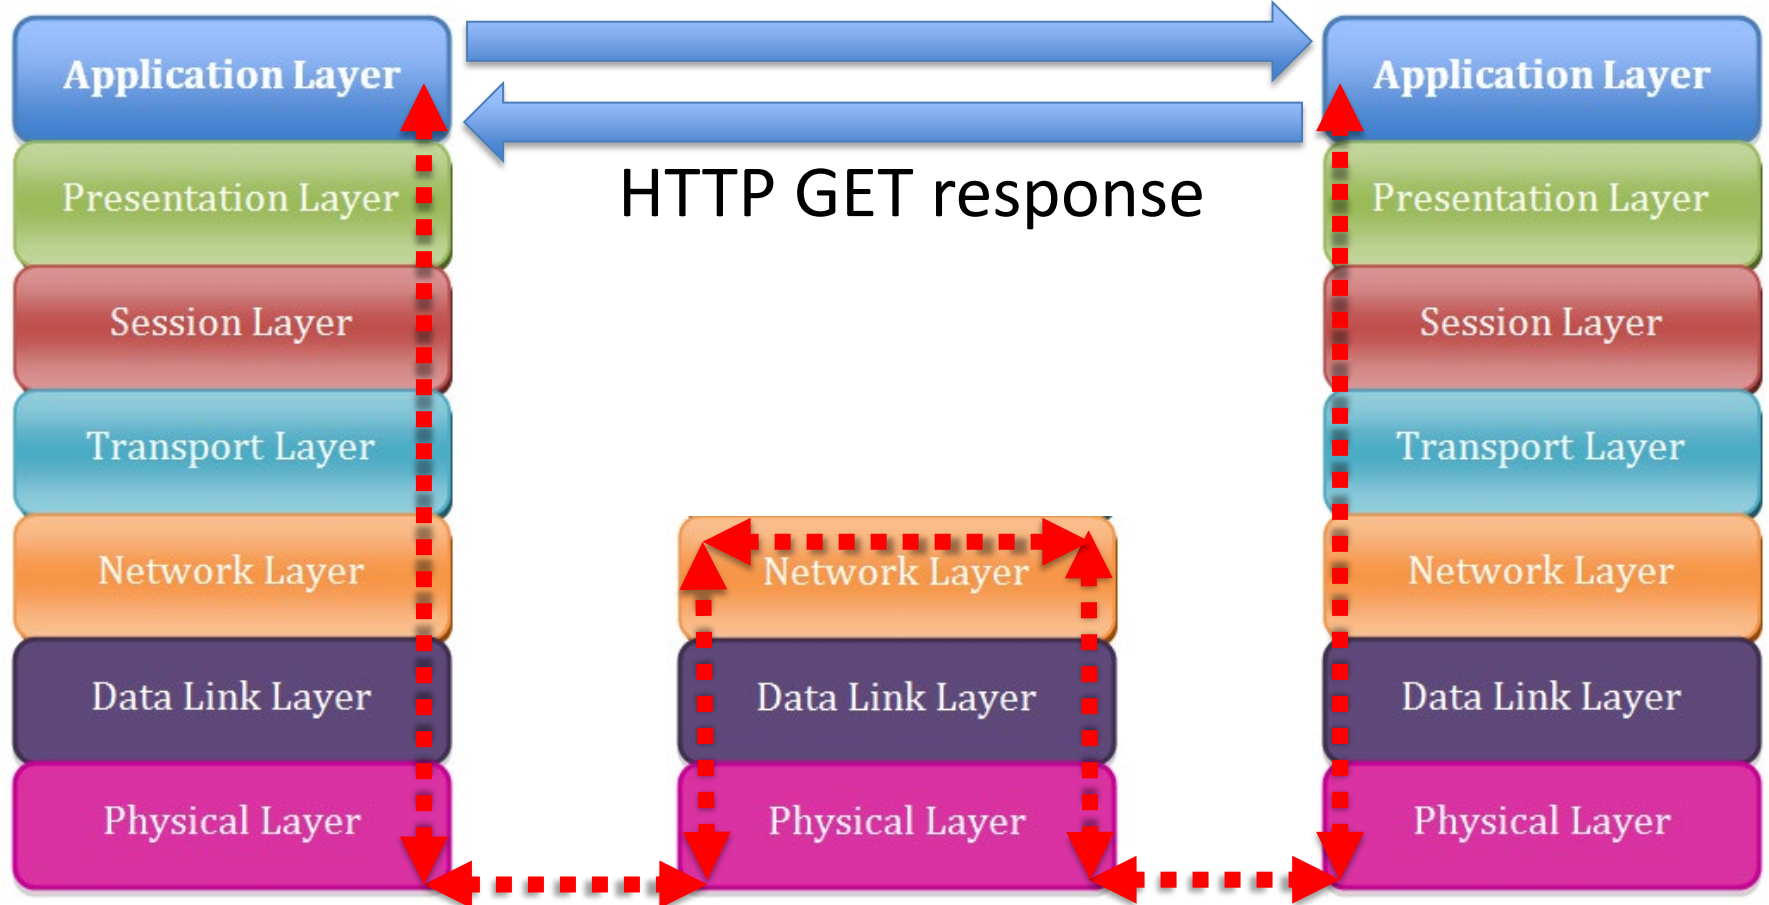 Application Layer
Presentation Layer
Session Layer
Transport Layer
Network Layer
Data Link Layer
Physical Layer
HTTP GET response
Network Layer
Data Link Layer
Physical Layer
Application Layer
Presentation Layer
Session Layer
Transport Layer
Network Layer
Data Link Layer
Physical Layer